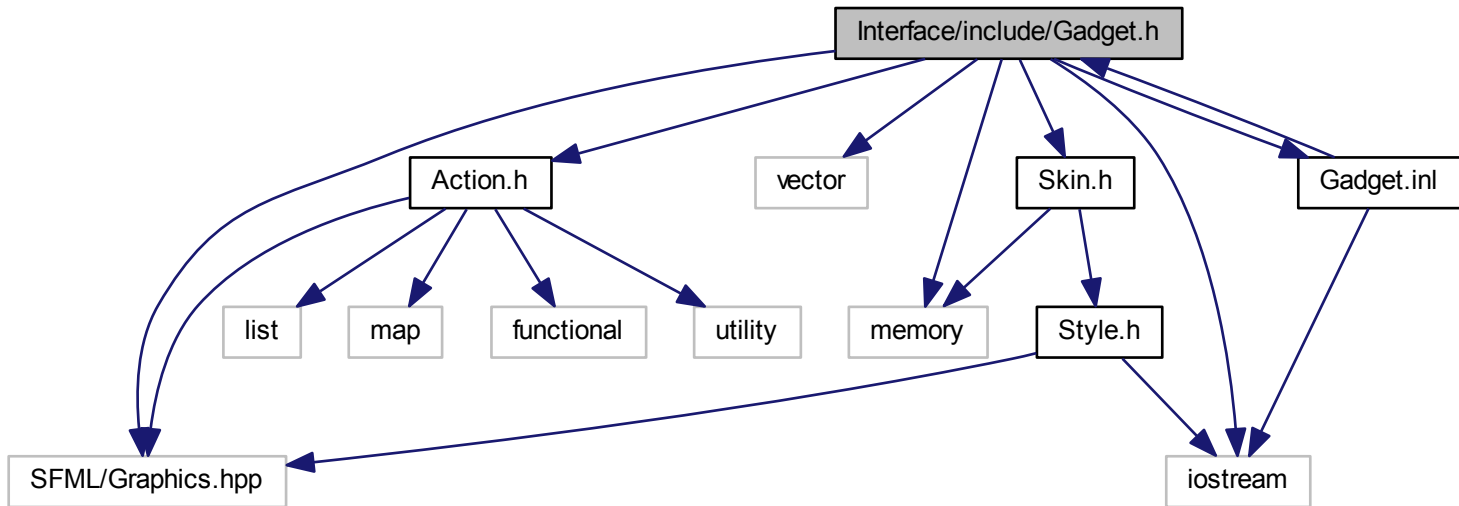 Interface/include/Gadget.h
Action.h
vector
Skin.h
Gadget.inl
list
map
functional
utility
memory
Style.h
SFML/Graphics.hpp
iostream